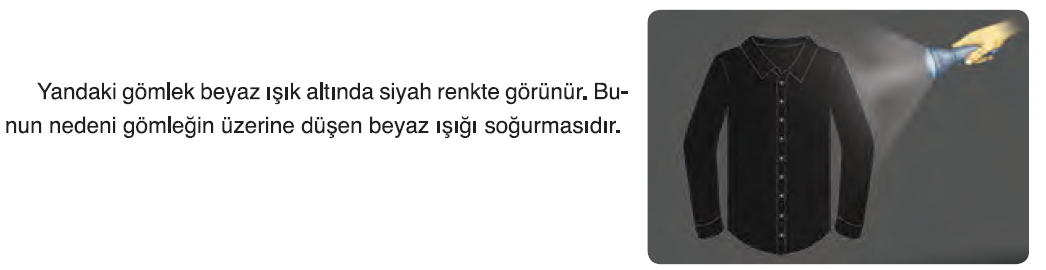 Yandaki gömlek beyaz ışık altında siyah renkte görünür. Bu-
nun nedeni gömleğin üzerine düşen beyaz ışığı soğurmasıdır.